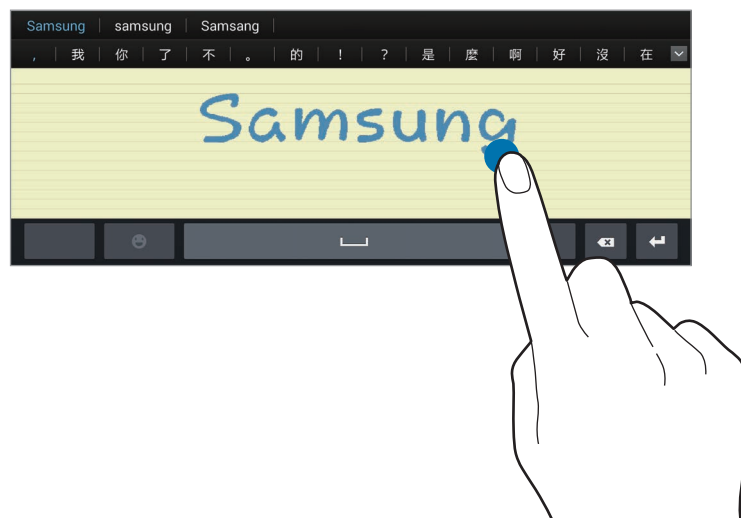 Samsung samsung Samsang
, 我 你 了 不 。 的 ! ? 是 麼 啊 好 沒 在
Samsung